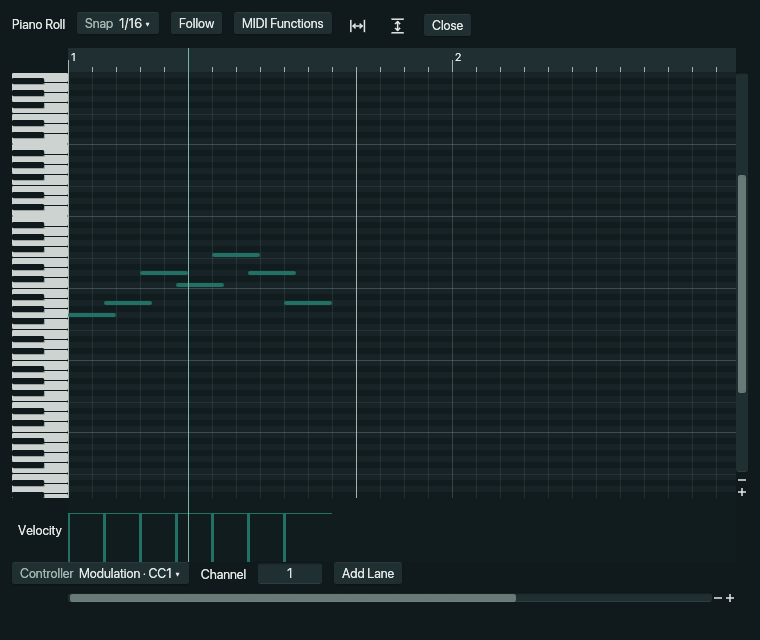 Piano Roll Snap 1/16 Follow MIDI Functions Close
1 2
Velocity
Controller Modulation · CC1 Channel 1 Add Lane